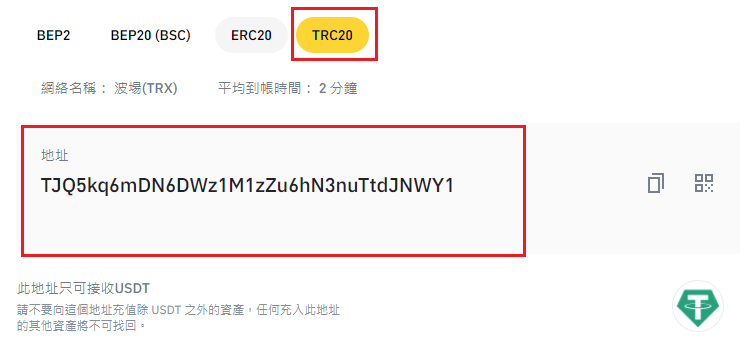 BEP2 BEP20 (BSC) ERC20 TRC20
網絡名稱： 波場(TRX) 平均到帳時間： 2 分鐘
地址
TJQ5kq6mDN6DWz1M1zZu6hN3nuTtdJNWY1
此地址只可接收USDT
請不要向這個地址充值除 USDT 之外的資產，任何充入此地址
的其他資產將不可找回。